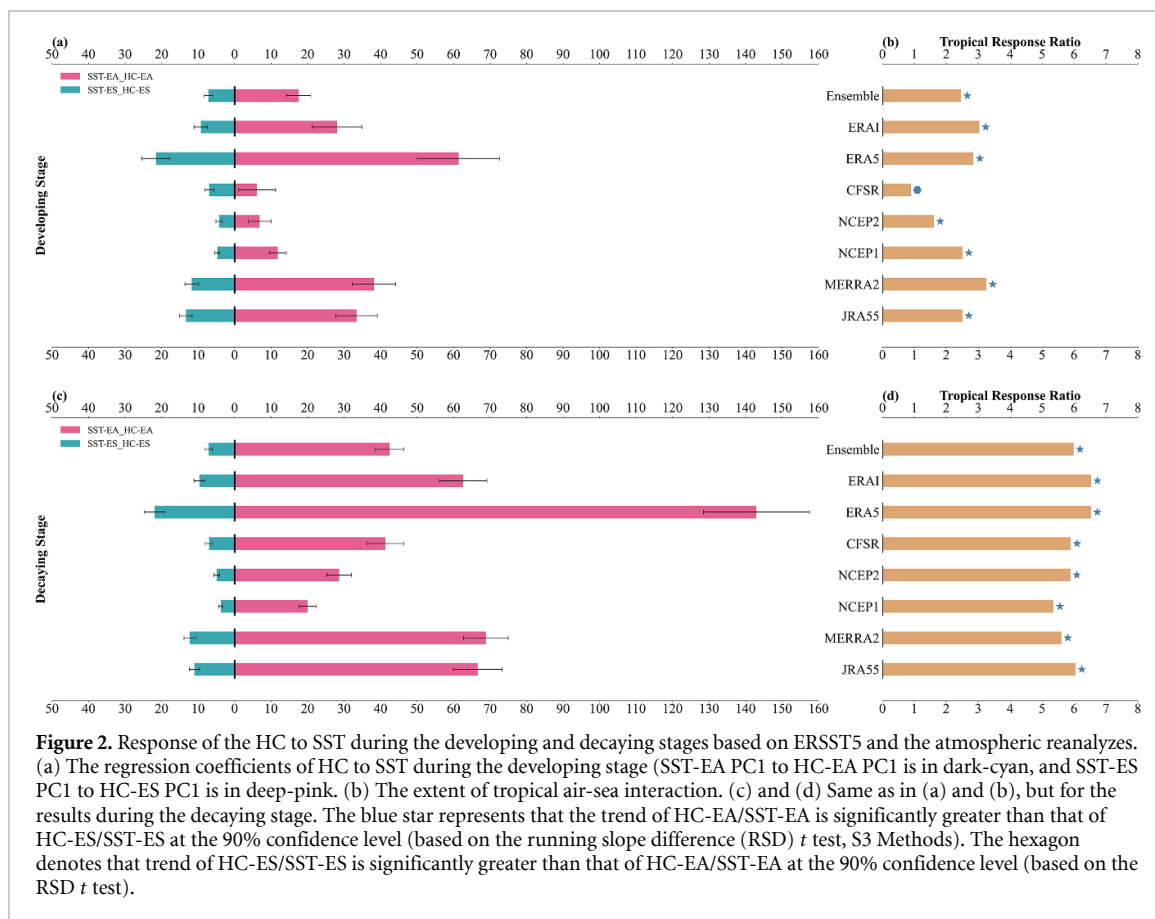 (a)
50 40 30 20 10 0 10 20 30 40 50 60 70 80 90 100 110 120 130 140 150 160
SST-EA_HC-EA
SST-ES_HC-ES
Developing Stage
50 40 30 20 10 0 10 20 30 40 50 60 70 80 90 100 110 120 130 140 150 160
(b) Tropical Response Ratio
0 1 2 3 4 5 6 7 8
Ensemble
ERAI
ERA5
CFSR
NCEP2
NCEP1
MERRA2
JRA55
0 1 2 3 4 5 6 7 8
(c)
50 40 30 20 10 0 10 20 30 40 50 60 70 80 90 100 110 120 130 140 150 160
SST-EA_HC-EA
SST-ES_HC-ES
Decaying Stage
50 40 30 20 10 0 10 20 30 40 50 60 70 80 90 100 110 120 130 140 150 160
(d) Tropical Response Ratio
0 1 2 3 4 5 6 7 8
Ensemble
ERAI
ERA5
CFSR
NCEP2
NCEP1
MERRA2
JRA55
0 1 2 3 4 5 6 7 8
Figure 2. Response of the HC to SST during the developing and decaying stages based on ERSST5 and the atmospheric reanalyzes.
(a) The regression coefficients of HC to SST during the developing stage (SST-EA PC1 to HC-EA PC1 is in dark-cyan, and SST-ES
PC1 to HC-ES PC1 is in deep-pink. (b) The extent of tropical air-sea interaction. (c) and (d) Same as in (a) and (b), but for the
results during the decaying stage. The blue star represents that the trend of HC-EA/SST-EA is significantly greater than that of
HC-ES/SST-ES at the 90% confidence level (based on the running slope difference (RSD) t test, S3 Methods). The hexagon
denotes that trend of HC-ES/SST-ES is significantly greater than that of HC-EA/SST-EA at the 90% confidence level (based on the
RSD t test).